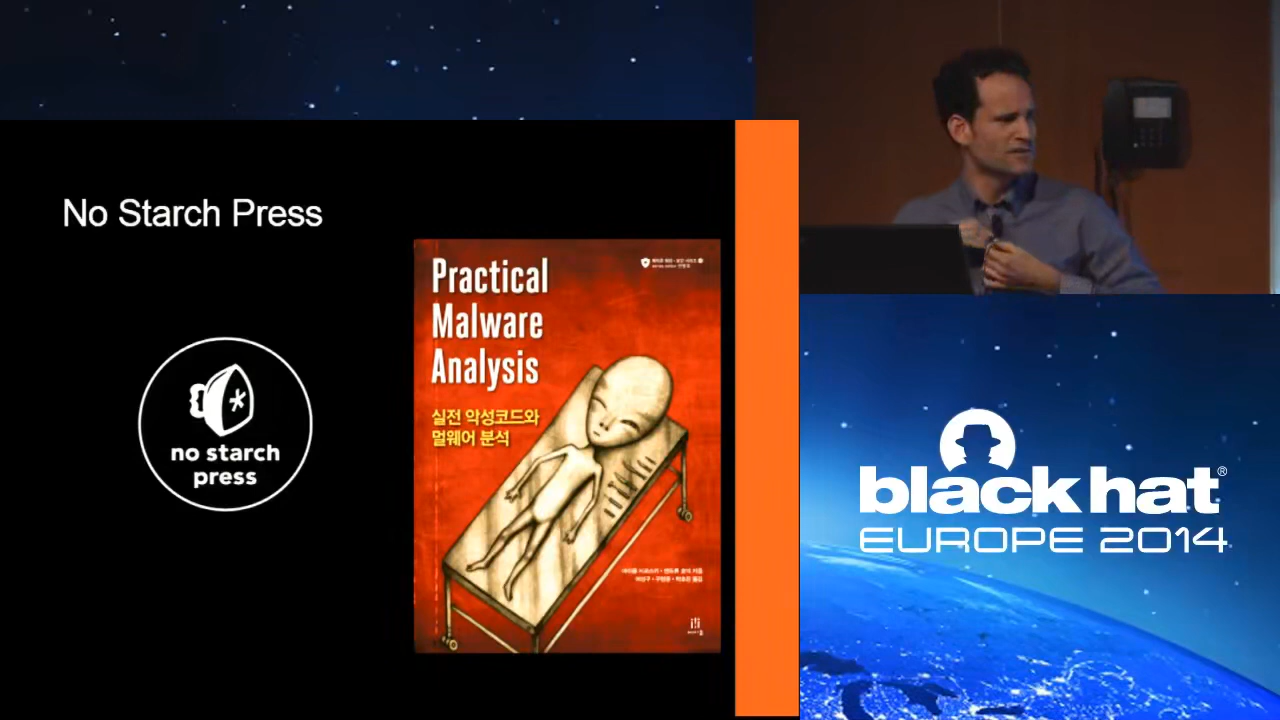 No Starch Press
no starch
press
Practical
Malware
Analysis
실전 악성코드와
멀웨어 분석
black hat®
EUROPE 2014